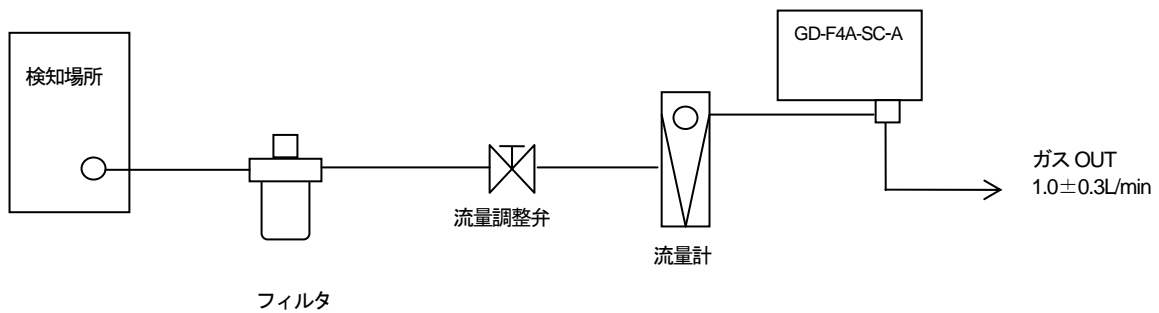 検知場所
フィルタ
流量調整弁
流量計
GD-F4A-SC-A
ガス OUT
1.0±0.3L/min